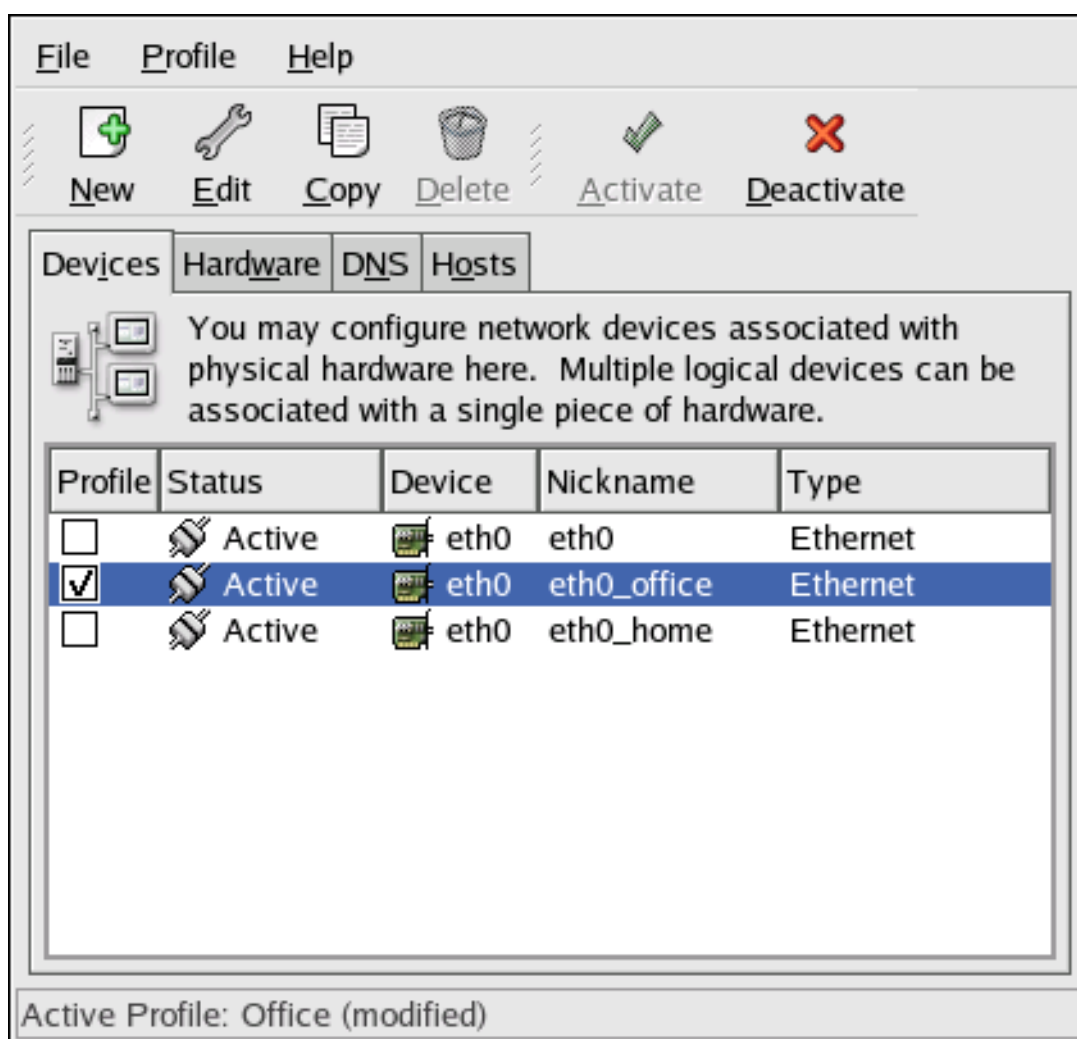 File Profile Help
New Edit Copy Delete Activate Deactivate
Devices Hardware DNS Hosts
You may configure network devices associated with
physical hardware here.  Multiple logical devices can be
associated with a single piece of hardware.
Profile Status Device Nickname Type
Active eth0 eth0 Ethernet
Active eth0 eth0_office Ethernet
Active eth0 eth0_home Ethernet
Active Profile: Office (modified)